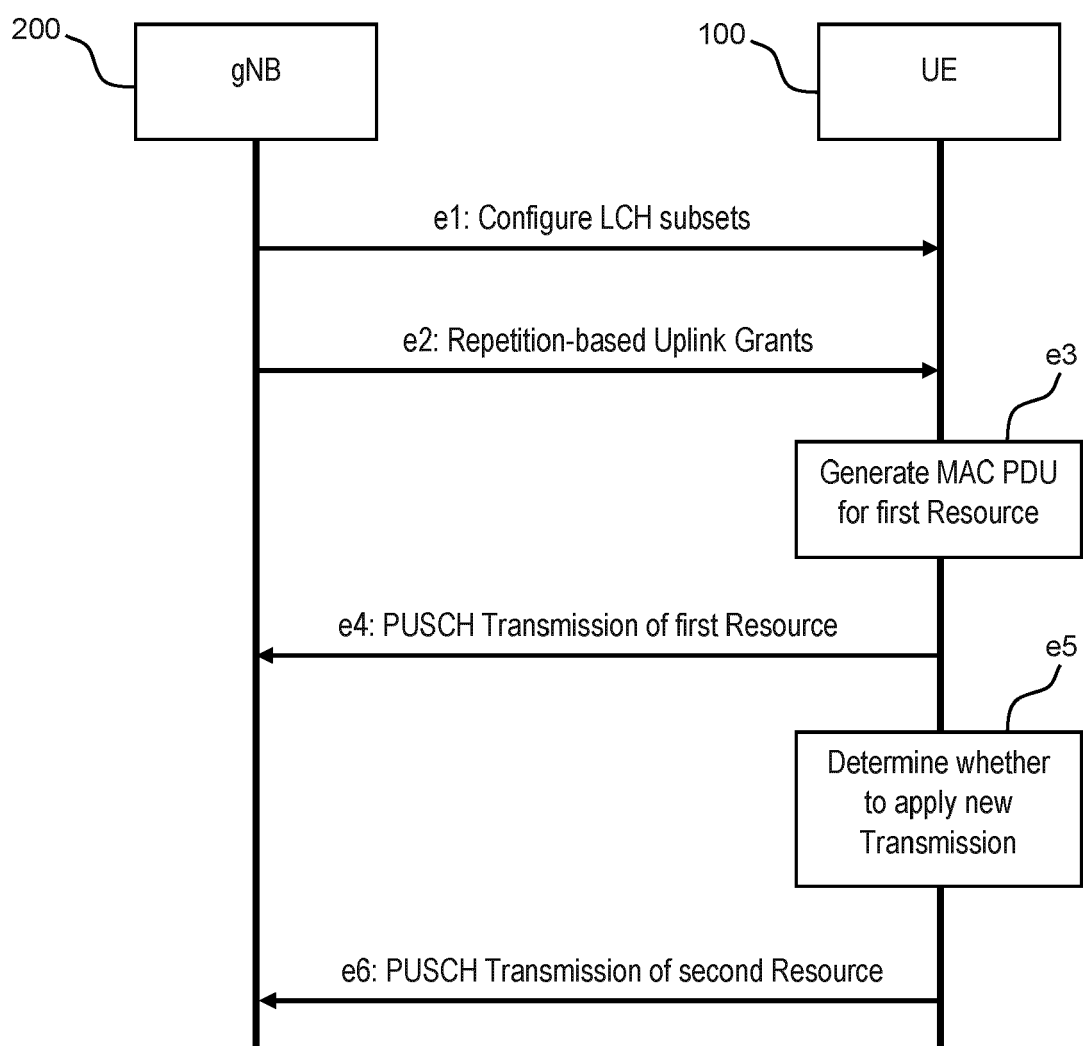 200
gNB
100
UE
e1: Configure LCH subsets
e2: Repetition-based Uplink Grants
e3
Generate MAC PDU
for first Resource
e4: PUSCH Transmission of first Resource
e5
Determine whether
to apply new
Transmission
e6: PUSCH Transmission of second Resource